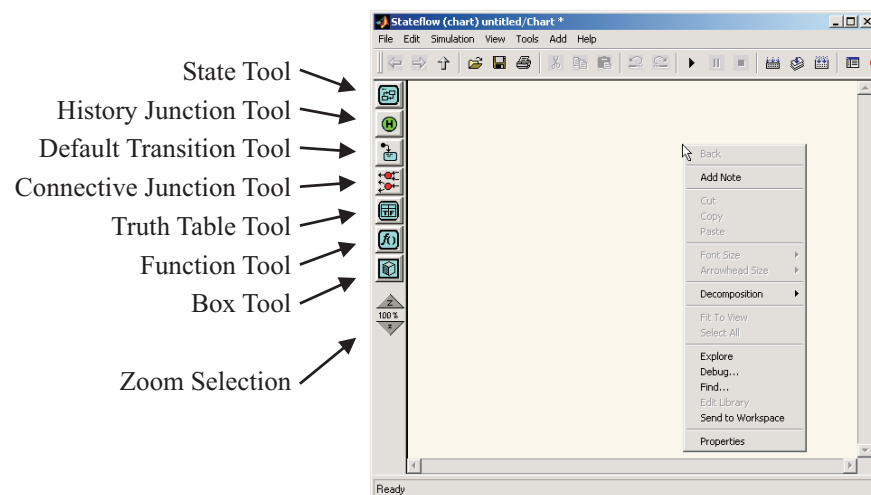 Stateflow (chart) untitled/Chart *
File Edit Simulation View Tools Add Help
State Tool
History Junction Tool
H
Default Transition Tool
Connective Junction Tool
Truth Table Tool
Function Tool
f()
Box Tool
Z
100%
Z
Zoom Selection
Back
Add Note
Cut
Copy
Paste
Font Size
Arrowhead Size
Decomposition
Fit To View
Select All
Explore
Debug...
Find...
Edit Library
Send to Workspace
Properties
Ready